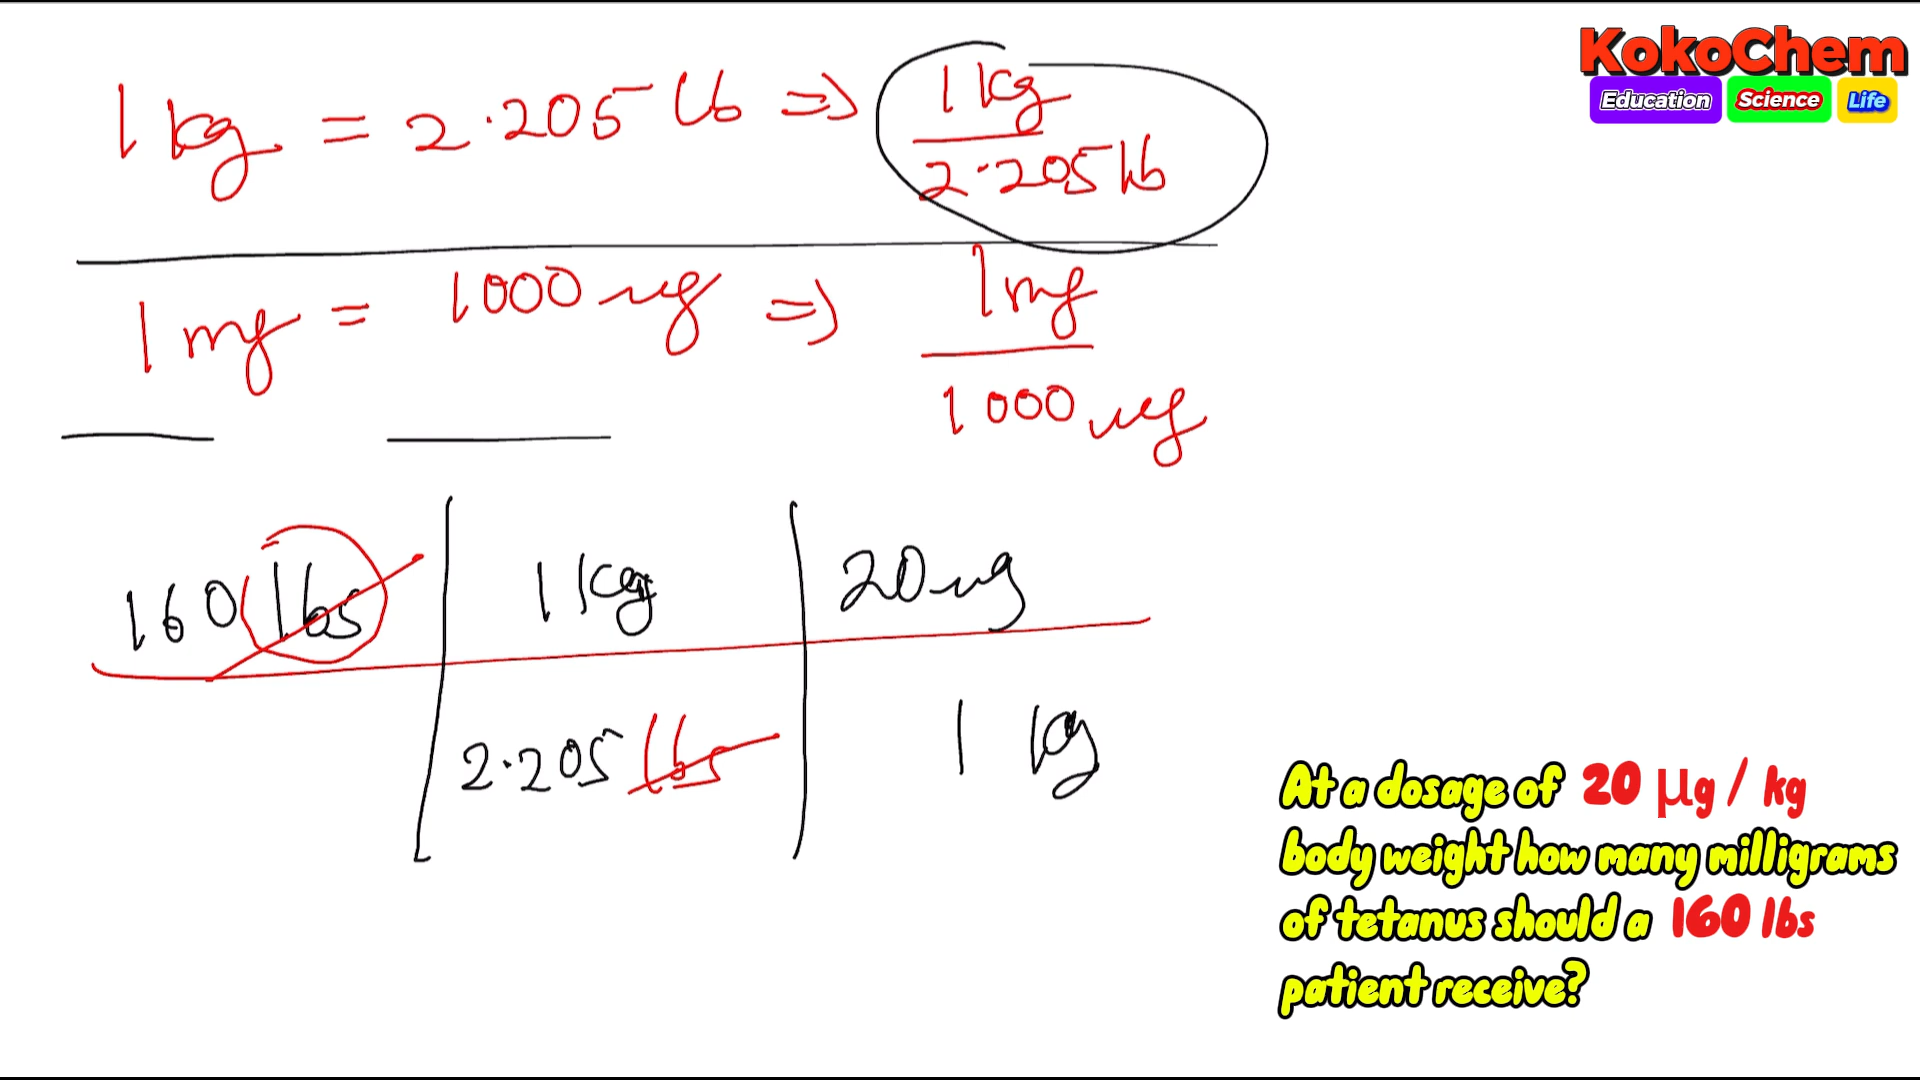 KokoChem
Education Science Life
1 kg = 2.205 lb => 1 kg
2.205 lb
1 mg = 1000 μg => 1 mg
1000 μg
160 lbs 1 kg 20 μg
2.205 lbs 1 kg
At a dosage of 20 μg / kg
body weight how many milligrams
of tetanus should a 160 lbs
patient receive?